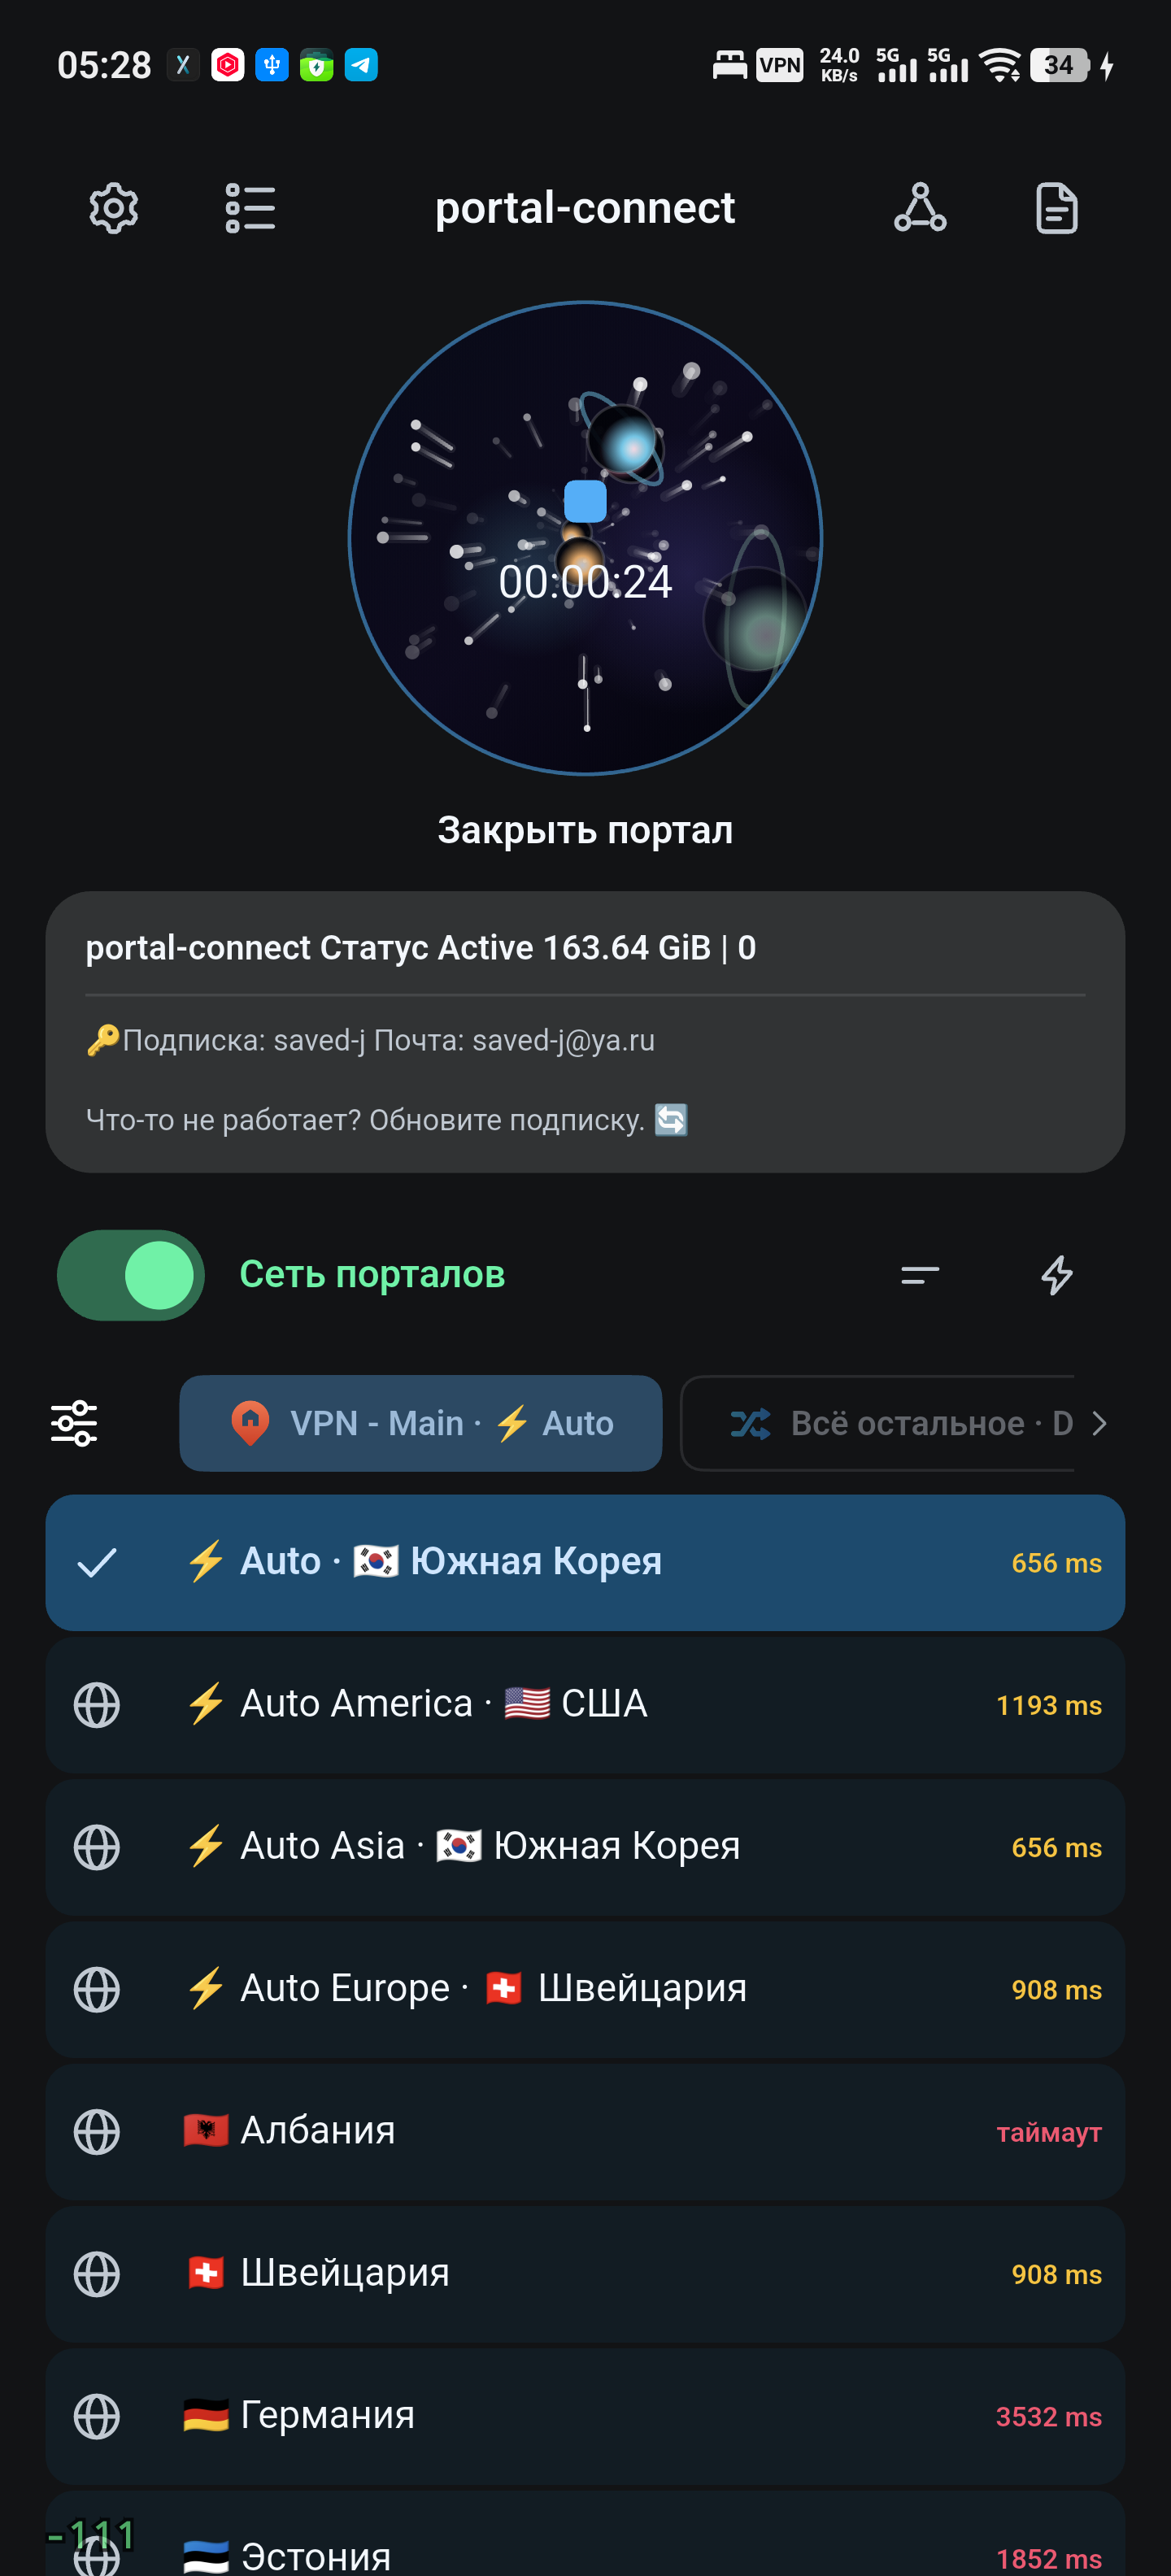 05:28
VPN 24.0 KB/s 5G 5G 34
portal-connect
00:00:24
Закрыть портал
portal-connect Статус Active 163.64 GiB | 0
🔑Подписка: saved-j Почта: saved-j@ya.ru
Что-то не работает? Обновите подписку. 🔄
Сеть порталов
VPN - Main · ⚡ Auto
Всё остальное · D
⚡ Auto · 🇰🇷 Южная Корея 656 ms
⚡ Auto America · 🇺🇸 США 1193 ms
⚡ Auto Asia · 🇰🇷 Южная Корея 656 ms
⚡ Auto Europe · 🇨🇭 Швейцария 908 ms
🇦🇱 Албания таймаут
🇨🇭 Швейцария 908 ms
🇩🇪 Германия 3532 ms
-111
🇪🇪 Эстония 1852 ms